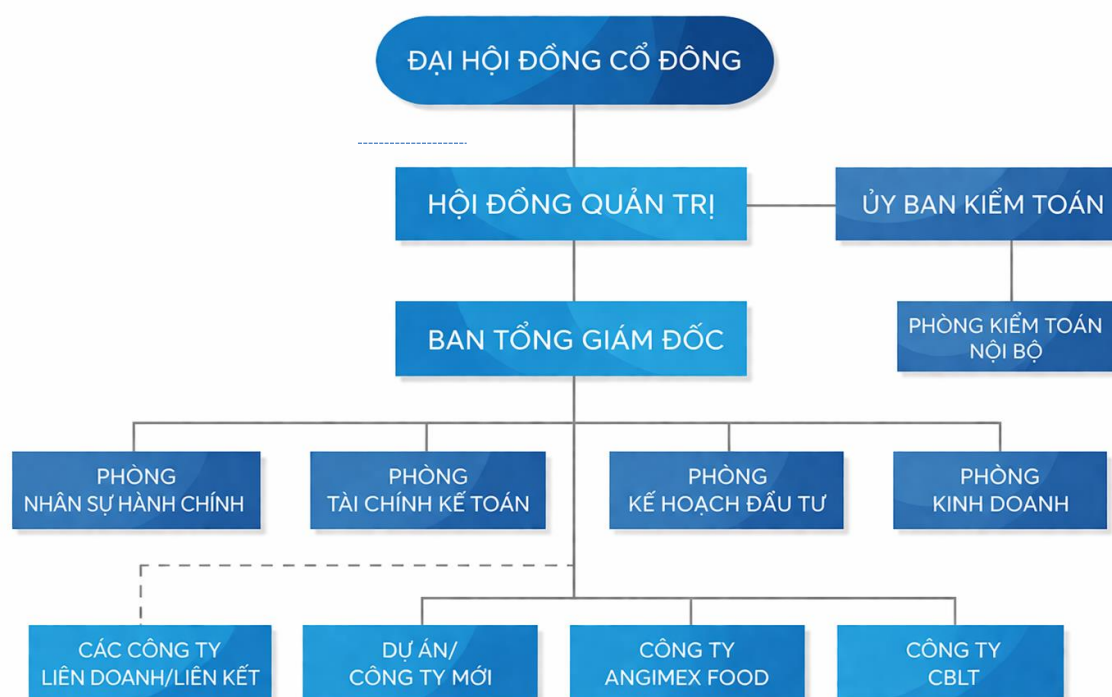 ĐẠI HỘI ĐỒNG CỔ ĐÔNG
HỘI ĐỒNG QUẢN TRỊ
ỦY BAN KIỂM TOÁN
BAN TỔNG GIÁM ĐỐC
PHÒNG KIỂM TOÁN
NỘI BỘ
PHÒNG
NHÂN SỰ HÀNH CHÍNH
PHÒNG
TÀI CHÍNH KẾ TOÁN
PHÒNG
KẾ HOẠCH ĐẦU TƯ
PHÒNG
KINH DOANH
CÁC CÔNG TY
LIÊN DOANH/LIÊN KẾT
DỰ ÁN/
CÔNG TY MỚI
CÔNG TY
ANGIMEX FOOD
CÔNG TY
CBLT